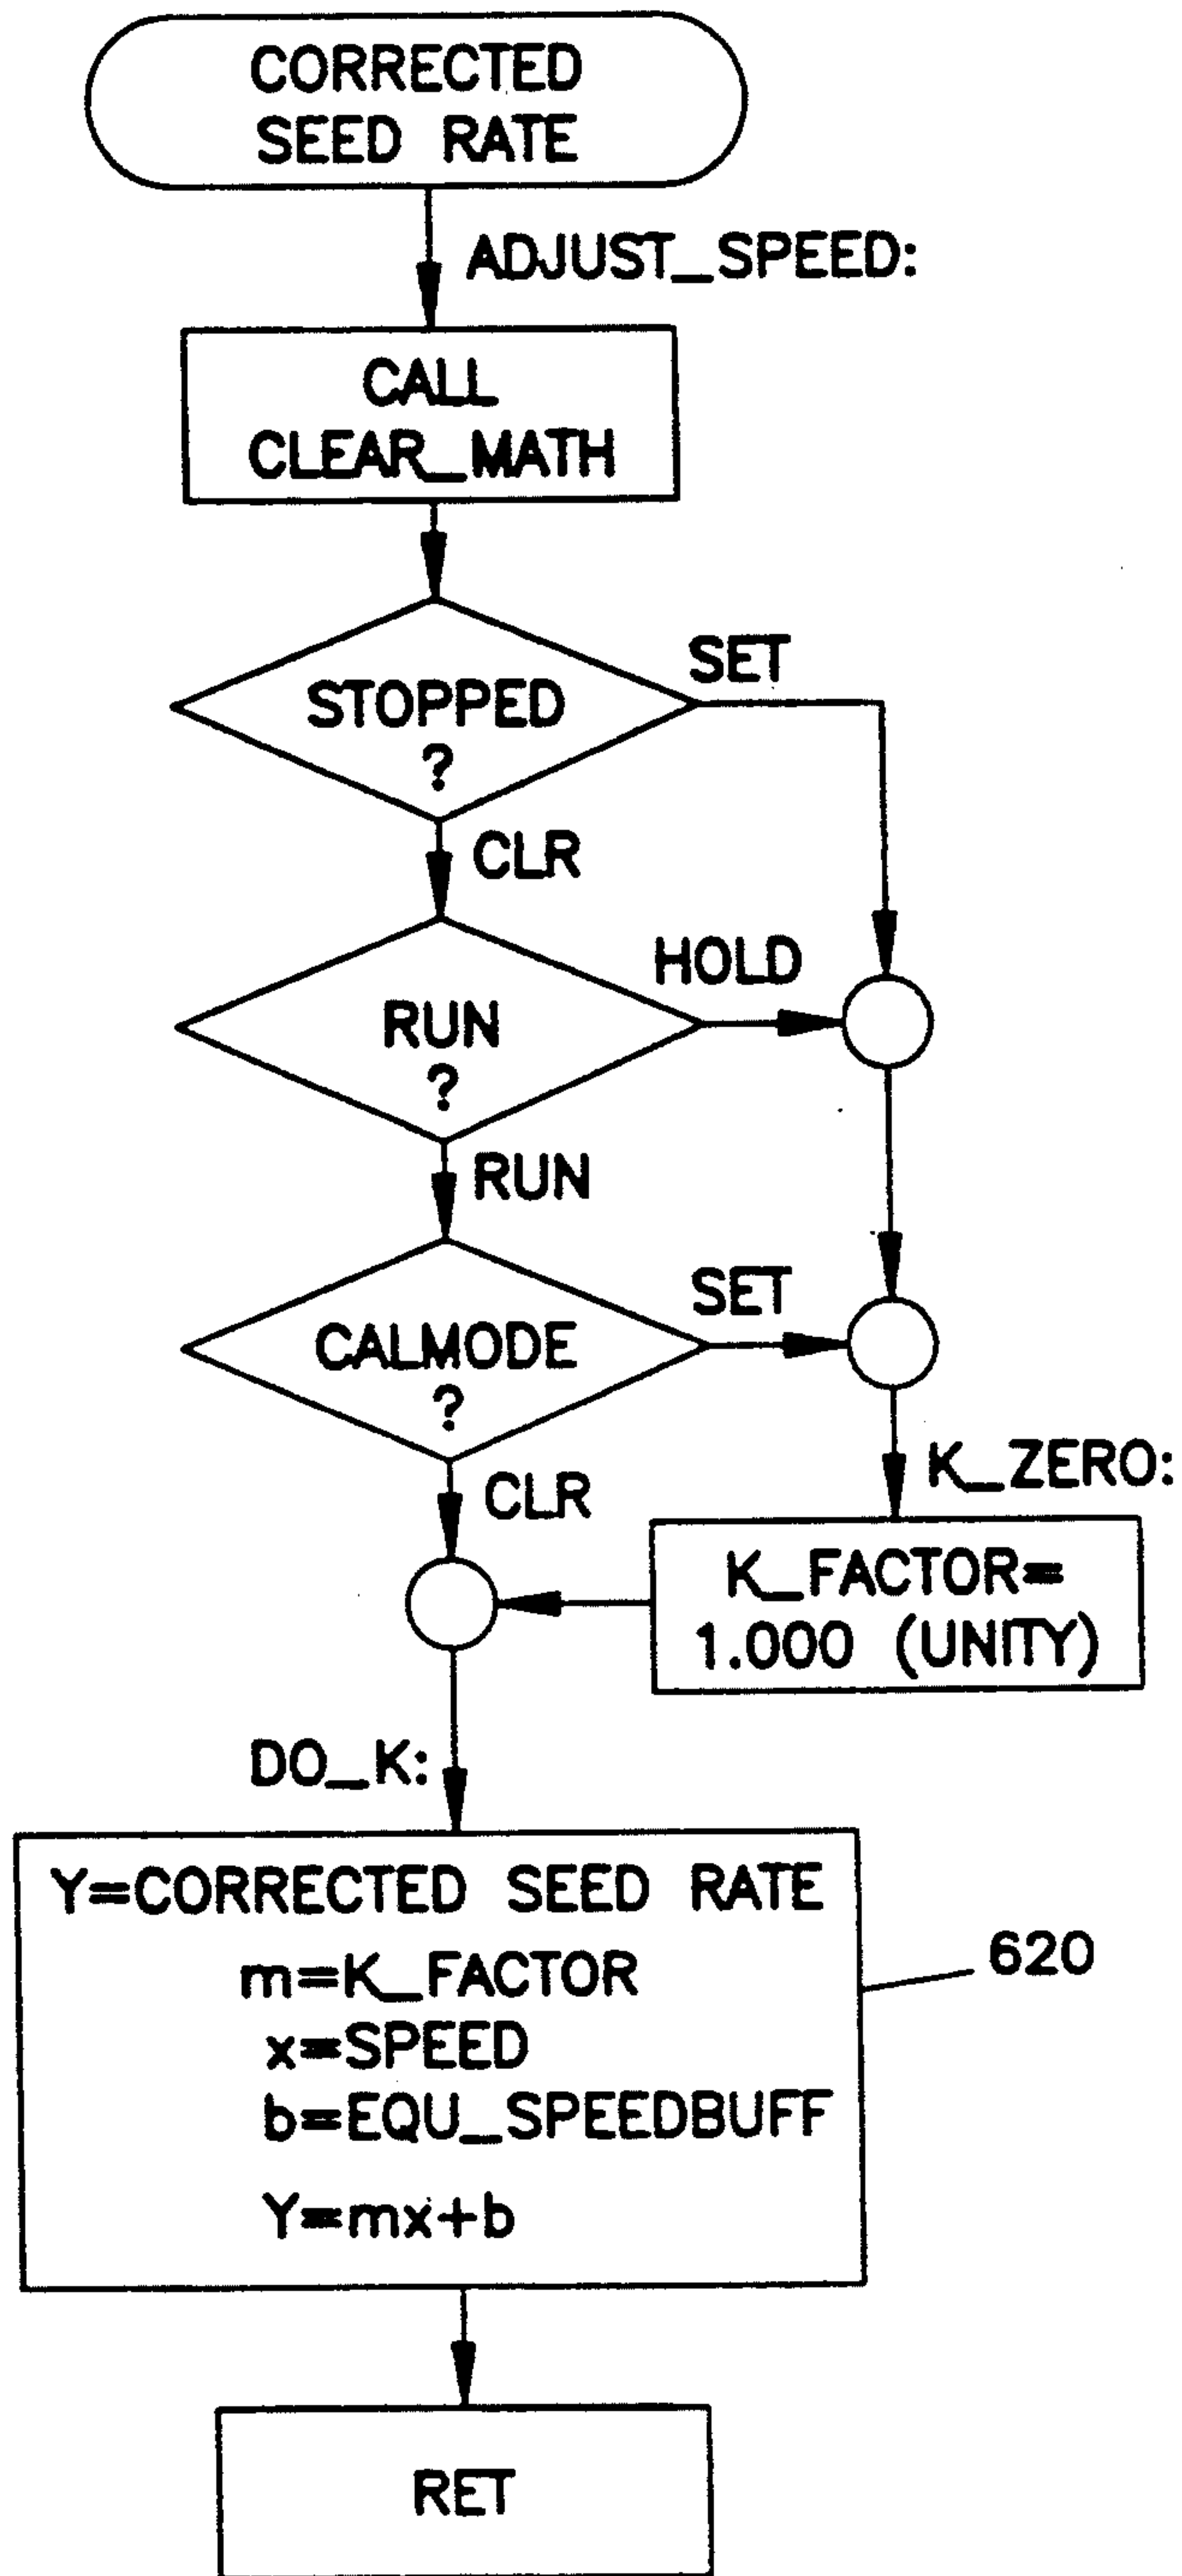 CORRECTED
SEED RATE
ADJUST_SPEED:
CALL
CLEAR_MATH
SET
STOPPED
?
CLR
HOLD
RUN
?
RUN
SET
CALMODE
?
CLR
K_ZERO:
K_FACTOR=
1.000 (UNITY)
DO_K:
Y=CORRECTED SEED RATE
m=K_FACTOR
x=SPEED
b=EQU_SPEEDBUFF
Y=mx+b
620
RET